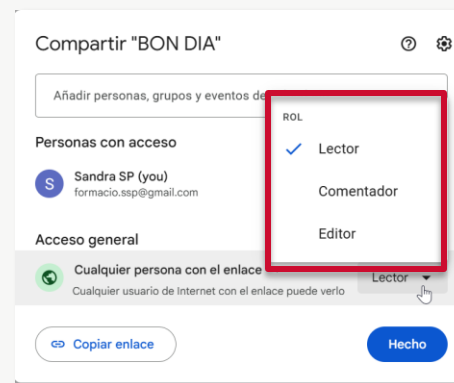 Compartir "BON DIA"
Añadir personas, grupos y eventos de
ROL
Lector
Comentador
Editor
Personas con acceso
S
Sandra SP (you)
formacio.ssp@gmail.com
Acceso general
Cualquier persona con el enlace
Cualquier usuario de Internet con el enlace puede verlo
Lector
Copiar enlace
Hecho